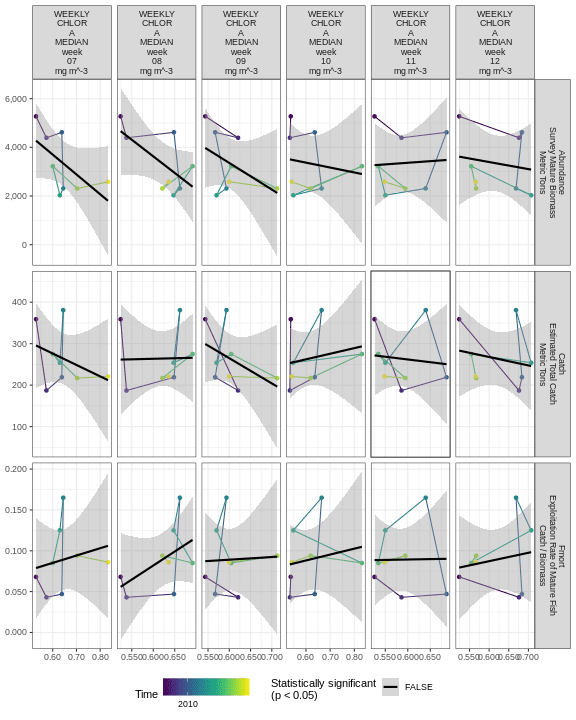 WEEKLY
CHLOR
A
MEDIAN
week
07
mg m^-3
WEEKLY
CHLOR
A
MEDIAN
week
08
mg m^-3
WEEKLY
CHLOR
A
MEDIAN
week
09
mg m^-3
WEEKLY
CHLOR
A
MEDIAN
week
10
mg m^-3
WEEKLY
CHLOR
A
MEDIAN
week
11
mg m^-3
WEEKLY
CHLOR
A
MEDIAN
week
12
mg m^-3
6,000
4,000
2,000
0
Abundance
Survey Mature Biomass
Metric Tons
400
300
200
100
Catch
Estimated Total Catch
Metric Tons
0.200
0.150
0.100
0.050
0.000
Fmort
Exploitation Rate of Mature Fish
Catch / Biomass
0.60 0.70 0.80
0.550 0.600 0.650
0.550 0.600 0.650 0.700
0.550 0.600 0.650
0.550 0.600 0.650 0.700
Time
2010
Statistically significant
(p < 0.05)
FALSE